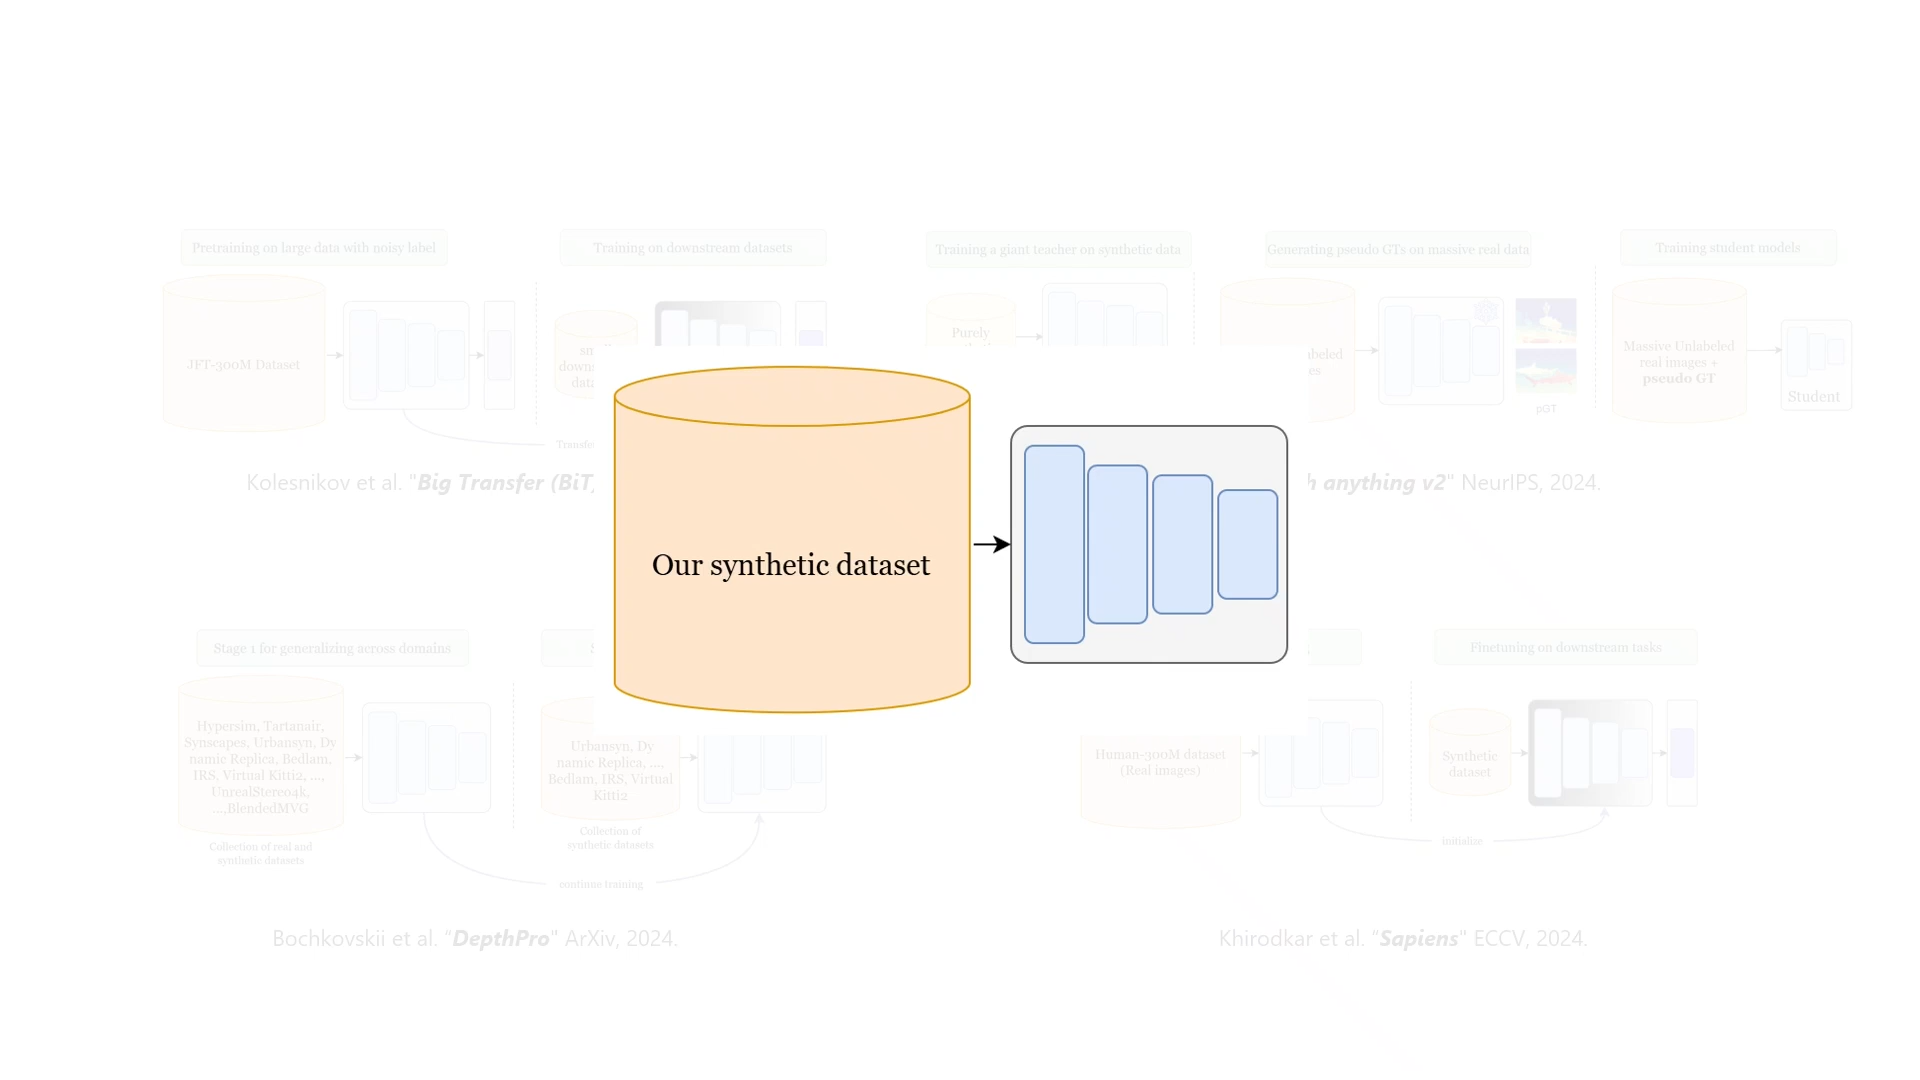 Pretraining on large data with noisy label
Training on downstream datasets
Training a giant teacher on synthetic data
Generating pseudo GTs on massive real data
Training student models
JFT-300M Dataset
Purely
Massive Unlabeled
real images +
pseudo GT
Student
pGT
Kolesnikov et al. "Big Transfer (BiT)
anything v2" NeurIPS, 2024.
Our synthetic dataset
Stage 1 for generalizing across domains
Finetuning on downstream tasks
Hypersim, Tartanair,
Synscapes, Urbansyn, Dy
namic Replica, Bedlam,
IRS, Virtual Kitti2, ...,
UnrealStereo4k,
...,BlendedMVG
Collection of real and
synthetic datasets
Urbansyn, Dy
namic Replica, ....
Bedlam, IRS, Virtual
Kitti2
Collection of
synthetic datasets
continue training
Human-300M dataset
(Real images)
Synthetic
dataset
initialize
Bochkovskii et al. "DepthPro" ArXiv, 2024.
Khirodkar et al. "Sapiens" ECCV, 2024.